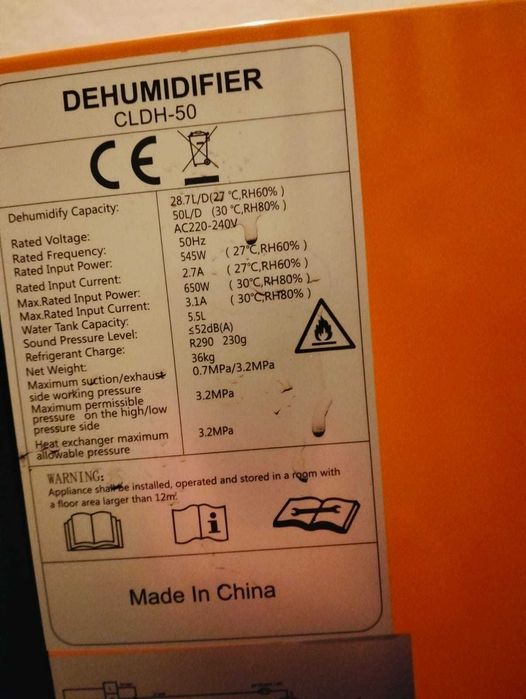 DEHUMIDIFIER
CLDH-50
CE
Dehumidify Capacity: 28.7L/D(27 ℃,RH60% )
50L/D (30 ℃,RH80% )
Rated Voltage: AC220-240V
Rated Frequency: 50Hz
Rated Input Power: 545W ( 27℃,RH60% )
Rated Input Current: 2.7A ( 27℃,RH60% )
Max.Rated Input Power: 650W ( 30℃,RH80% )
Max.Rated Input Current: 3.1A ( 30℃,RH80% )
Water Tank Capacity: 5.5L
Sound Pressure Level: ≤52dB(A)
Refrigerant Charge: R290 230g
Net Weight: 36kg
Maximum suction/exhaust 0.7MPa/3.2MPa
side working pressure
Maximum permissible 3.2MPa
pressure on the high/low
pressure side
Heat exchanger maximum 3.2MPa
allowable pressure
WARNING:
Appliance shall be installed, operated and stored in a room with
a floor area larger than 12㎡.
i
Made In China